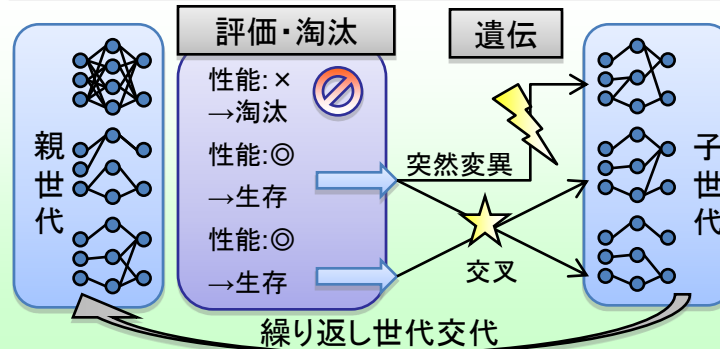 評価・淘汰
遺伝
親世代
性能:×
→淘汰
性能:◎
→生存
性能:◎
→生存
突然変異
交叉
子世代
繰り返し世代交代